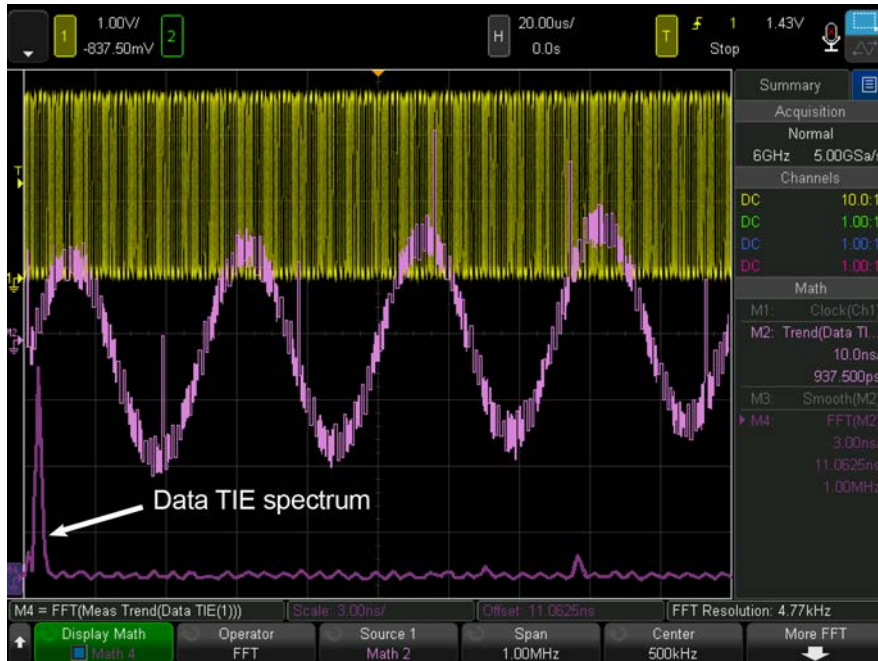 1 1.00V/ 2 H 20.00us/ T 1 1.43V
-837.50mV 0.0s Stop
Summary
Acquisition
Normal
6GHz 5.00GSa/s
Channels
DC 10.0:1
DC 1.00:1
DC 1.00:1
DC 1.00:1
Math
M1: Clock(Ch1)
M2: Trend(Data TI...
10.0ns/
937.500ps
M3: Smooth(M2)
M4: FFT(M2)
3.00ns/
11.0625ns
1.00MHz
T
1
M2
Data TIE spectrum
M4 = FFT(Meas Trend(Data TIE(1))) Scale: 3.00ns/ Offset: 11.0625ns FFT Resolution: 4.77kHz
Display Math Operator Source 1 Span Center More FFT
Math 4 FFT Math 2 1.00MHz 500kHz